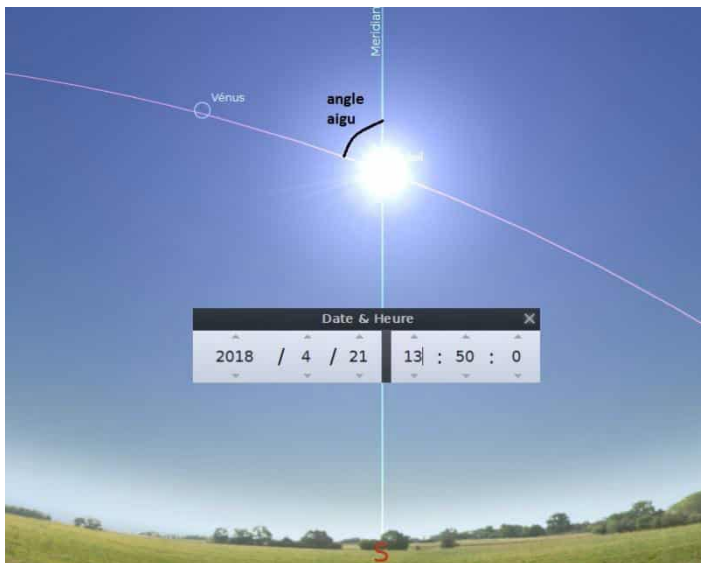 Meridian
Vénus
angle
aigu
Date & Heure
2018 / 4 / 21 13 : 50 : 0
S